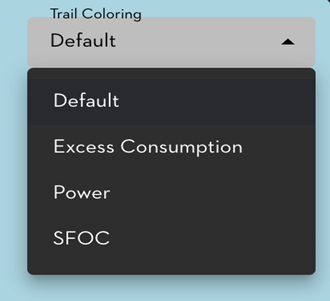 Trail Coloring
Default
Default
Excess Consumption
Power
SFOC